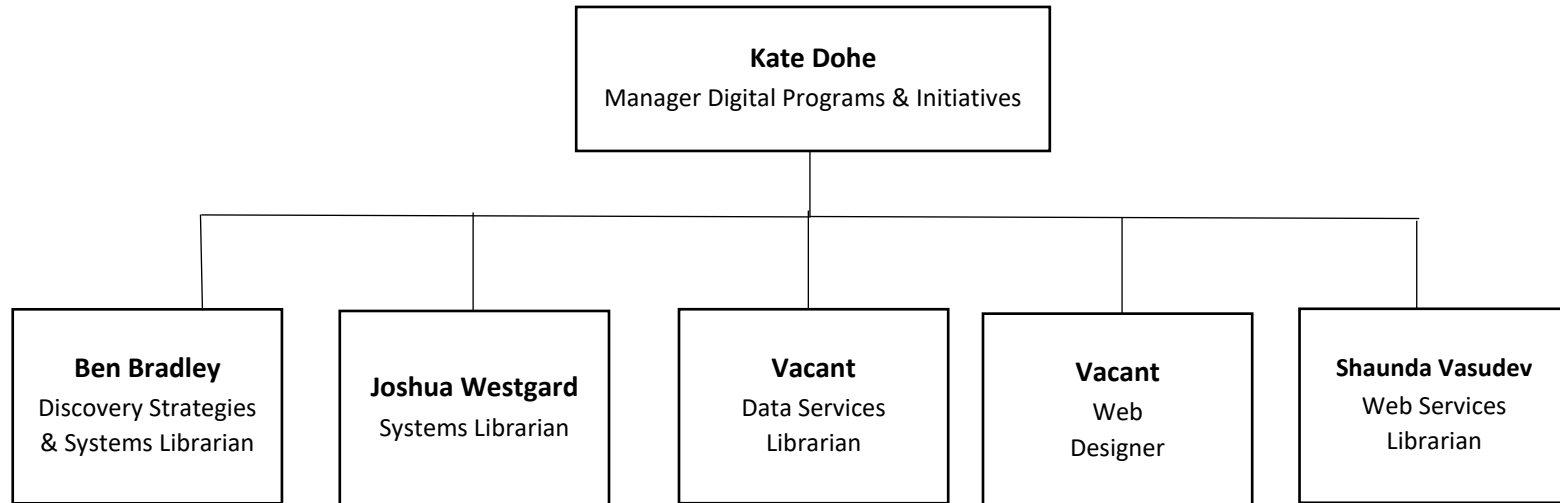 Kate Dohe
Manager Digital Programs & Initiatives
Ben Bradley
Discovery Strategies
& Systems Librarian
Joshua Westgard
Systems Librarian
Vacant
Data Services
Librarian
Vacant
Web
Designer
Shaunda Vasudev
Web Services
Librarian